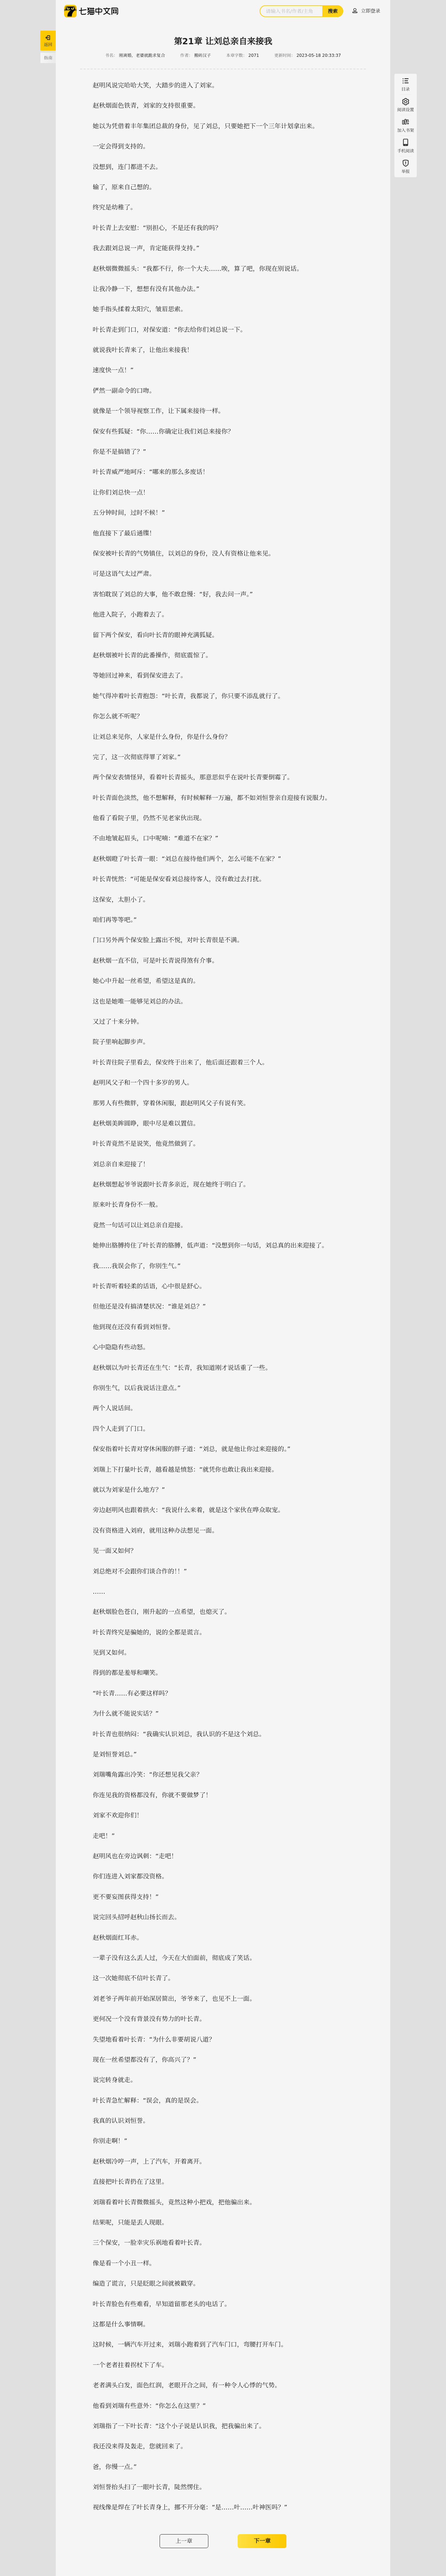 七猫中文网
搜索
立即登录
翻页
畅读
目录
阅读设置
加入书架
手机阅读
举报
第21章 让刘总亲自来接我
作者：
本章字数：
2071
更新时间：
2023-05-18 20:33:37
赵明风说完哈哈大笑，大踏步的进入了刘家。
赵秋烟面色铁青，刘家的支持很重要。
她以为凭借着丰年集团总裁的身份，见了刘总，只要她把下一个三年计划拿出来。
一定会得到支持的。
没想到，连门都进不去。
输了，原来自己想的。
终究是幼稚了。
叶长青上去安慰：“别担心，不是还有我的吗？
我去跟刘总说一声，肯定能获得支持。”
赵秋烟微微摇头：“我都不行，你一个大夫……唉，算了吧，你现在别说话。
让我冷静一下，想想有没有其他办法。”
她手指头揉着太阳穴，皱眉思索。
叶长青走到门口，对保安道：“你去给你们刘总说一下。
就说我叶长青来了，让他出来接我！
速度快一点！”
俨然一副命令的口吻。
就像是一个领导视察工作，让下属来接待一样。
保安有些狐疑：“你……你确定让我们刘总来接你？
你是不是搞错了？”
叶长青威严地呵斥：“哪来的那么多废话！
让你们刘总快一点！
五分钟时间，过时不候！”
他直接下了最后通牒！
保安被叶长青的气势镇住，以刘总的身份，没人有资格让他来见。
可是这语气太过严肃。
害怕耽误了刘总的大事，他不敢怠慢：“好，我去问一声。”
他进入院子，小跑着去了。
留下两个保安，看向叶长青的眼神充满狐疑。
赵秋烟被叶长青的此番操作，彻底震惊了。
等她回过神来，看到保安进去了。
她气得冲着叶长青抱怨：“叶长青，我都说了，你只要不添乱就行了。
你怎么就不听呢？
让刘总来见你，人家是什么身份，你是什么身份？
完了，这一次彻底得罪了刘家。”
两个保安表情怪异，看着叶长青摇头。那意思似乎在说叶长青要倒霉了。
叶长青面色淡然，他不想解释，有时候解释一万遍，都不如刘恒誉亲自迎接有说服力。
他看了看院子里，仍然不见老家伙出现。
不由地皱起眉头，口中呢喃：“难道不在家？”
赵秋烟瞪了叶长青一眼：“刘总在接待他们两个，怎么可能不在家？”
叶长青恍然：“可能是保安看刘总接待客人，没有敢过去打扰。
这保安，太胆小了。
咱们再等等吧。”
门口另外两个保安脸上露出不悦，对叶长青很是不满。
赵秋烟一直不信，可是叶长青说得煞有介事。
她心中升起一丝希望，希望这是真的。
这也是她唯一能够见刘总的办法。
又过了十来分钟。
院子里响起脚步声。
叶长青往院子里看去，保安终于出来了，他后面还跟着三个人。
赵明风父子和一个四十多岁的男人。
那男人有些微胖，穿着休闲服，跟赵明风父子有说有笑。
赵秋烟美眸圆睁，眼中尽是难以置信。
叶长青竟然不是说笑，他竟然做到了。
刘总亲自来迎接了！
赵秋烟想起爷爷说跟叶长青多亲近，现在她终于明白了。
原来叶长青身份不一般。
竟然一句话可以让刘总亲自迎接。
她伸出胳膊挎住了叶长青的胳膊，低声道：“没想到你一句话，刘总真的出来迎接了。
我……我误会你了，你别生气。”
叶长青听着轻柔的话语，心中很是舒心。
但他还是没有搞清楚状况：“谁是刘总？”
他到现在还没有看到刘恒誉。
心中隐隐有些动怒。
赵秋烟以为叶长青还在生气：“长青，我知道刚才说话重了一些。
你别生气，以后我说话注意点。”
两个人说话间。
四个人走到了门口。
保安指着叶长青对穿休闲服的胖子道：“刘总，就是他让你过来迎接的。”
刘瑞上下打量叶长青，越看越是愤怒：“就凭你也敢让我出来迎接。
就以为刘家是什么地方？”
旁边赵明风也跟着拱火：“我说什么来着，就是这个家伙在哗众取宠。
没有资格进入刘府，就用这种办法想见一面。
见一面又如何？
刘总绝对不会跟你们谈合作的！！”
……
赵秋烟脸色苍白，刚升起的一点希望，也熄灭了。
叶长青终究是骗她的，说的全都是谎言。
见到又如何。
得到的都是羞辱和嘲笑。
“叶长青……有必要这样吗？
为什么就不能说实话？”
叶长青也很纳闷：“我确实认识刘总，我认识的不是这个刘总。
是刘恒誉刘总。”
刘瑞嘴角露出冷笑：“你还想见我父亲？
你连见我的资格都没有，你就不要做梦了！
刘家不欢迎你们！
走吧！”
赵明风也在旁边讽刺：“走吧！
你们连进入刘家都没资格。
更不要妄图获得支持！”
说完回头招呼赵秋山扬长而去。
赵秋烟面红耳赤。
一辈子没有这么丢人过，今天在大伯面前，彻底成了笑话。
这一次她彻底不信叶长青了。
刘老爷子两年前开始深居简出，爷爷来了，也见不上一面。
更何况一个没有背景没有势力的叶长青。
失望地看着叶长青：“为什么非要胡说八道？
现在一丝希望都没有了，你高兴了？”
说完转身就走。
叶长青急忙解释：“误会，真的是误会。
我真的认识刘恒誉。
你别走啊！”
赵秋烟冷哼一声，上了汽车，开着离开。
直接把叶长青扔在了这里。
刘瑞看着叶长青微微摇头，竟然这种小把戏，把他骗出来。
结果呢，只能是丢人现眼。
三个保安，一脸幸灾乐祸地看着叶长青。
像是看一个小丑一样。
编造了谎言，只是眨眼之间就被戳穿。
叶长青脸色有些难看，早知道留那老头的电话了。
这都是什么事情啊。
这时候，一辆汽车开过来，刘瑞小跑着到了汽车门口，弯腰打开车门。
一个老者拄着拐杖下了车。
老者满头白发，面色红润，老眼开合之间，有一种令人心悸的气势。
他看到刘瑞有些意外：“你怎么在这里？”
刘瑞指了一下叶长青：“这个小子说是认识我，把我骗出来了。
我还没来得及轰走，您就回来了。
爸，你慢一点。”
刘恒誉抬头扫了一眼叶长青，陡然愣住。
视线像是焊在了叶长青身上，挪不开分毫：“是……叶……叶神医吗？”
上一章
下一章